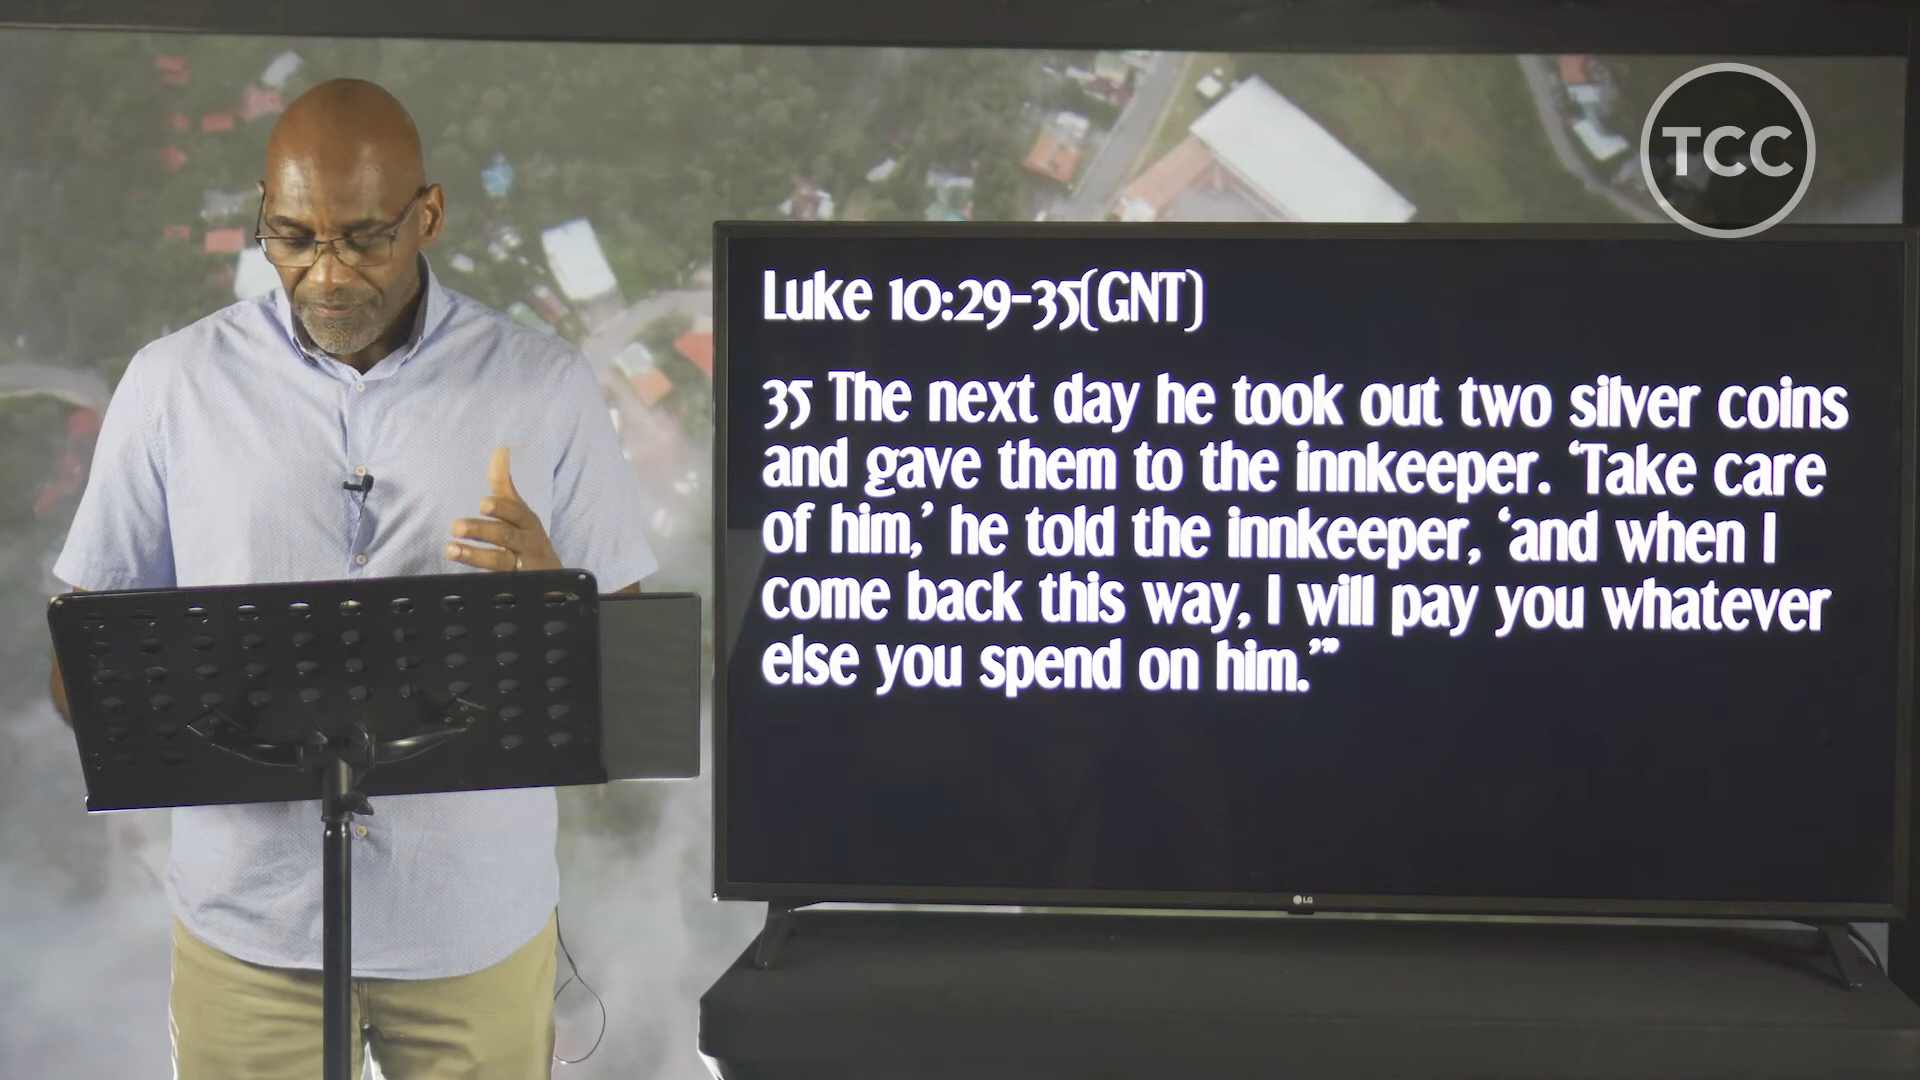 TCC
Luke 10:29-35(GNT)
35 The next day he took out two silver coins
and gave them to the innkeeper. ‘Take care
of him,’ he told the innkeeper, ‘and when I
come back this way, I will pay you whatever
else you spend on him.’”
LG